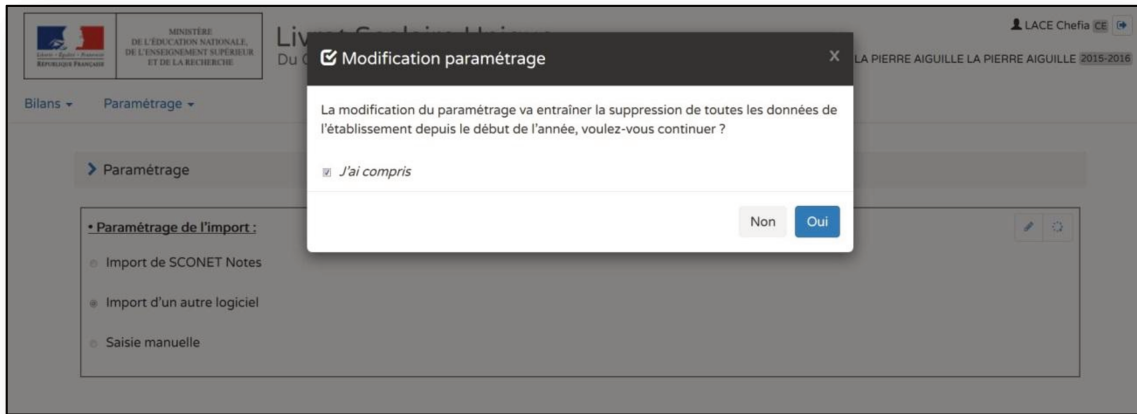 MINISTÈRE
DE L'ÉDUCATION NATIONALE,
DE L'ENSEIGNEMENT SUPÉRIEUR
ET DE LA RECHERCHE
Liberté • Égalité • Fraternité
RÉPUBLIQUE FRANÇAISE
LACE Chefia CE
LA PIERRE AIGUILLE LA PIERRE AIGUILLE 2015-2016
Bilans
Paramétrage
Modification paramétrage
X
La modification du paramétrage va entraîner la suppression de toutes les données de
l'établissement depuis le début de l'année, voulez-vous continuer ?
J'ai compris
Non Oui
Paramétrage
• Paramétrage de l'import :
Import de SCONET Notes
Import d'un autre logiciel
Saisie manuelle